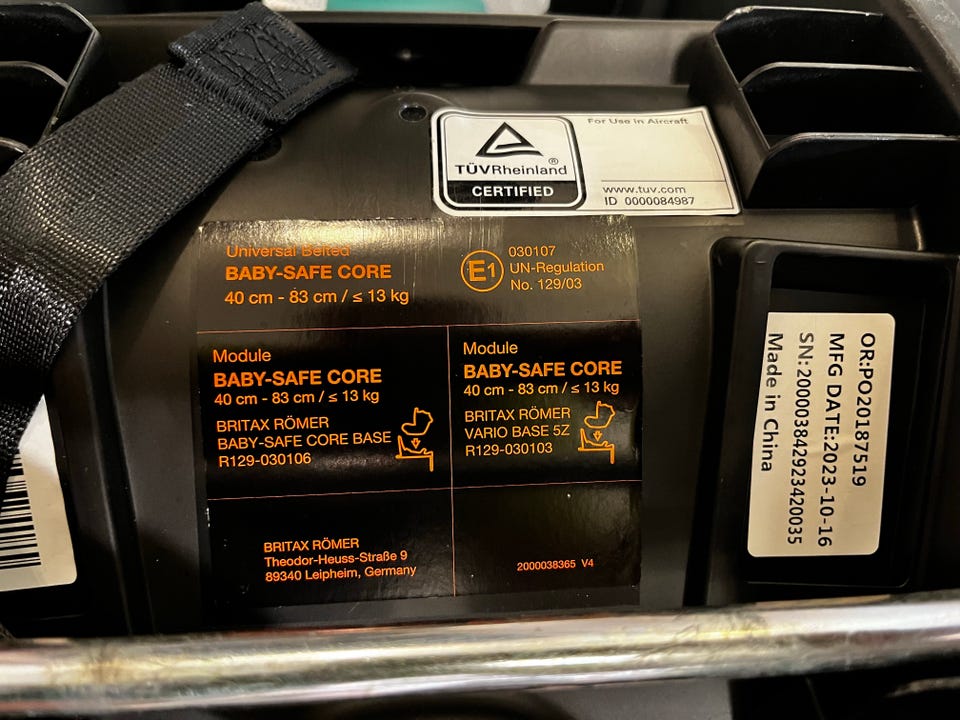 TÜVRheinland®
CERTIFIED
For Use in Aircraft
www.tuv.com
ID 0000084987
Universal Belted
BABY-SAFE CORE
40 cm - 83 cm / ≤ 13 kg
E1
030107
UN-Regulation
No. 129/03
Module
BABY-SAFE CORE
40 cm - 83 cm / ≤ 13 kg
BRITAX RÖMER
BABY-SAFE CORE BASE
R129-030106
Module
BABY-SAFE CORE
40 cm - 83 cm / ≤ 13 kg
BRITAX RÖMER
VARIO BASE 5Z
R129-030103
BRITAX RÖMER
Theodor-Heuss-Straße 9
89340 Leipheim, Germany
2000038365 V4
OR:PO20187519
MFG DATE:2023-10-16
SN:200003842923420035
Made in China